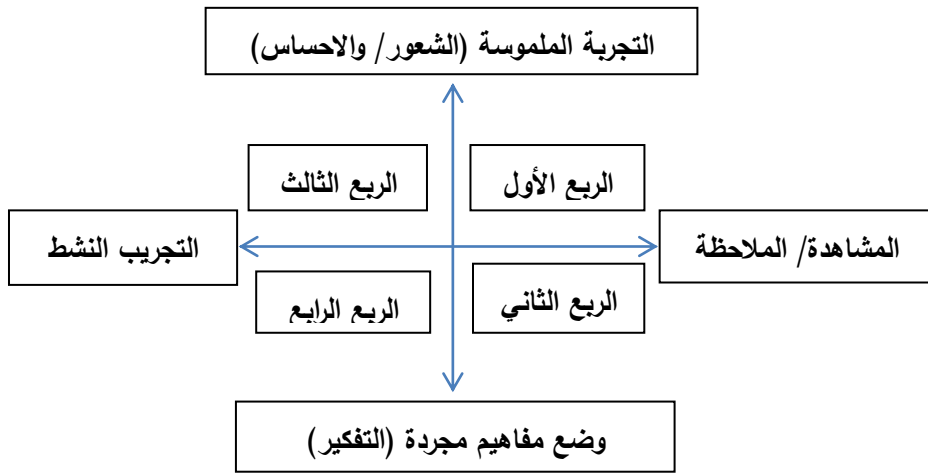 التجربة الملموسة (الشعور/ والاحساس)
الربع الأول
الربع الثالث
المشاهدة/ الملاحظة
التجريب النشط
الربع الثاني
الربع الرابع
وضع مفاهيم مجردة (التفكير)